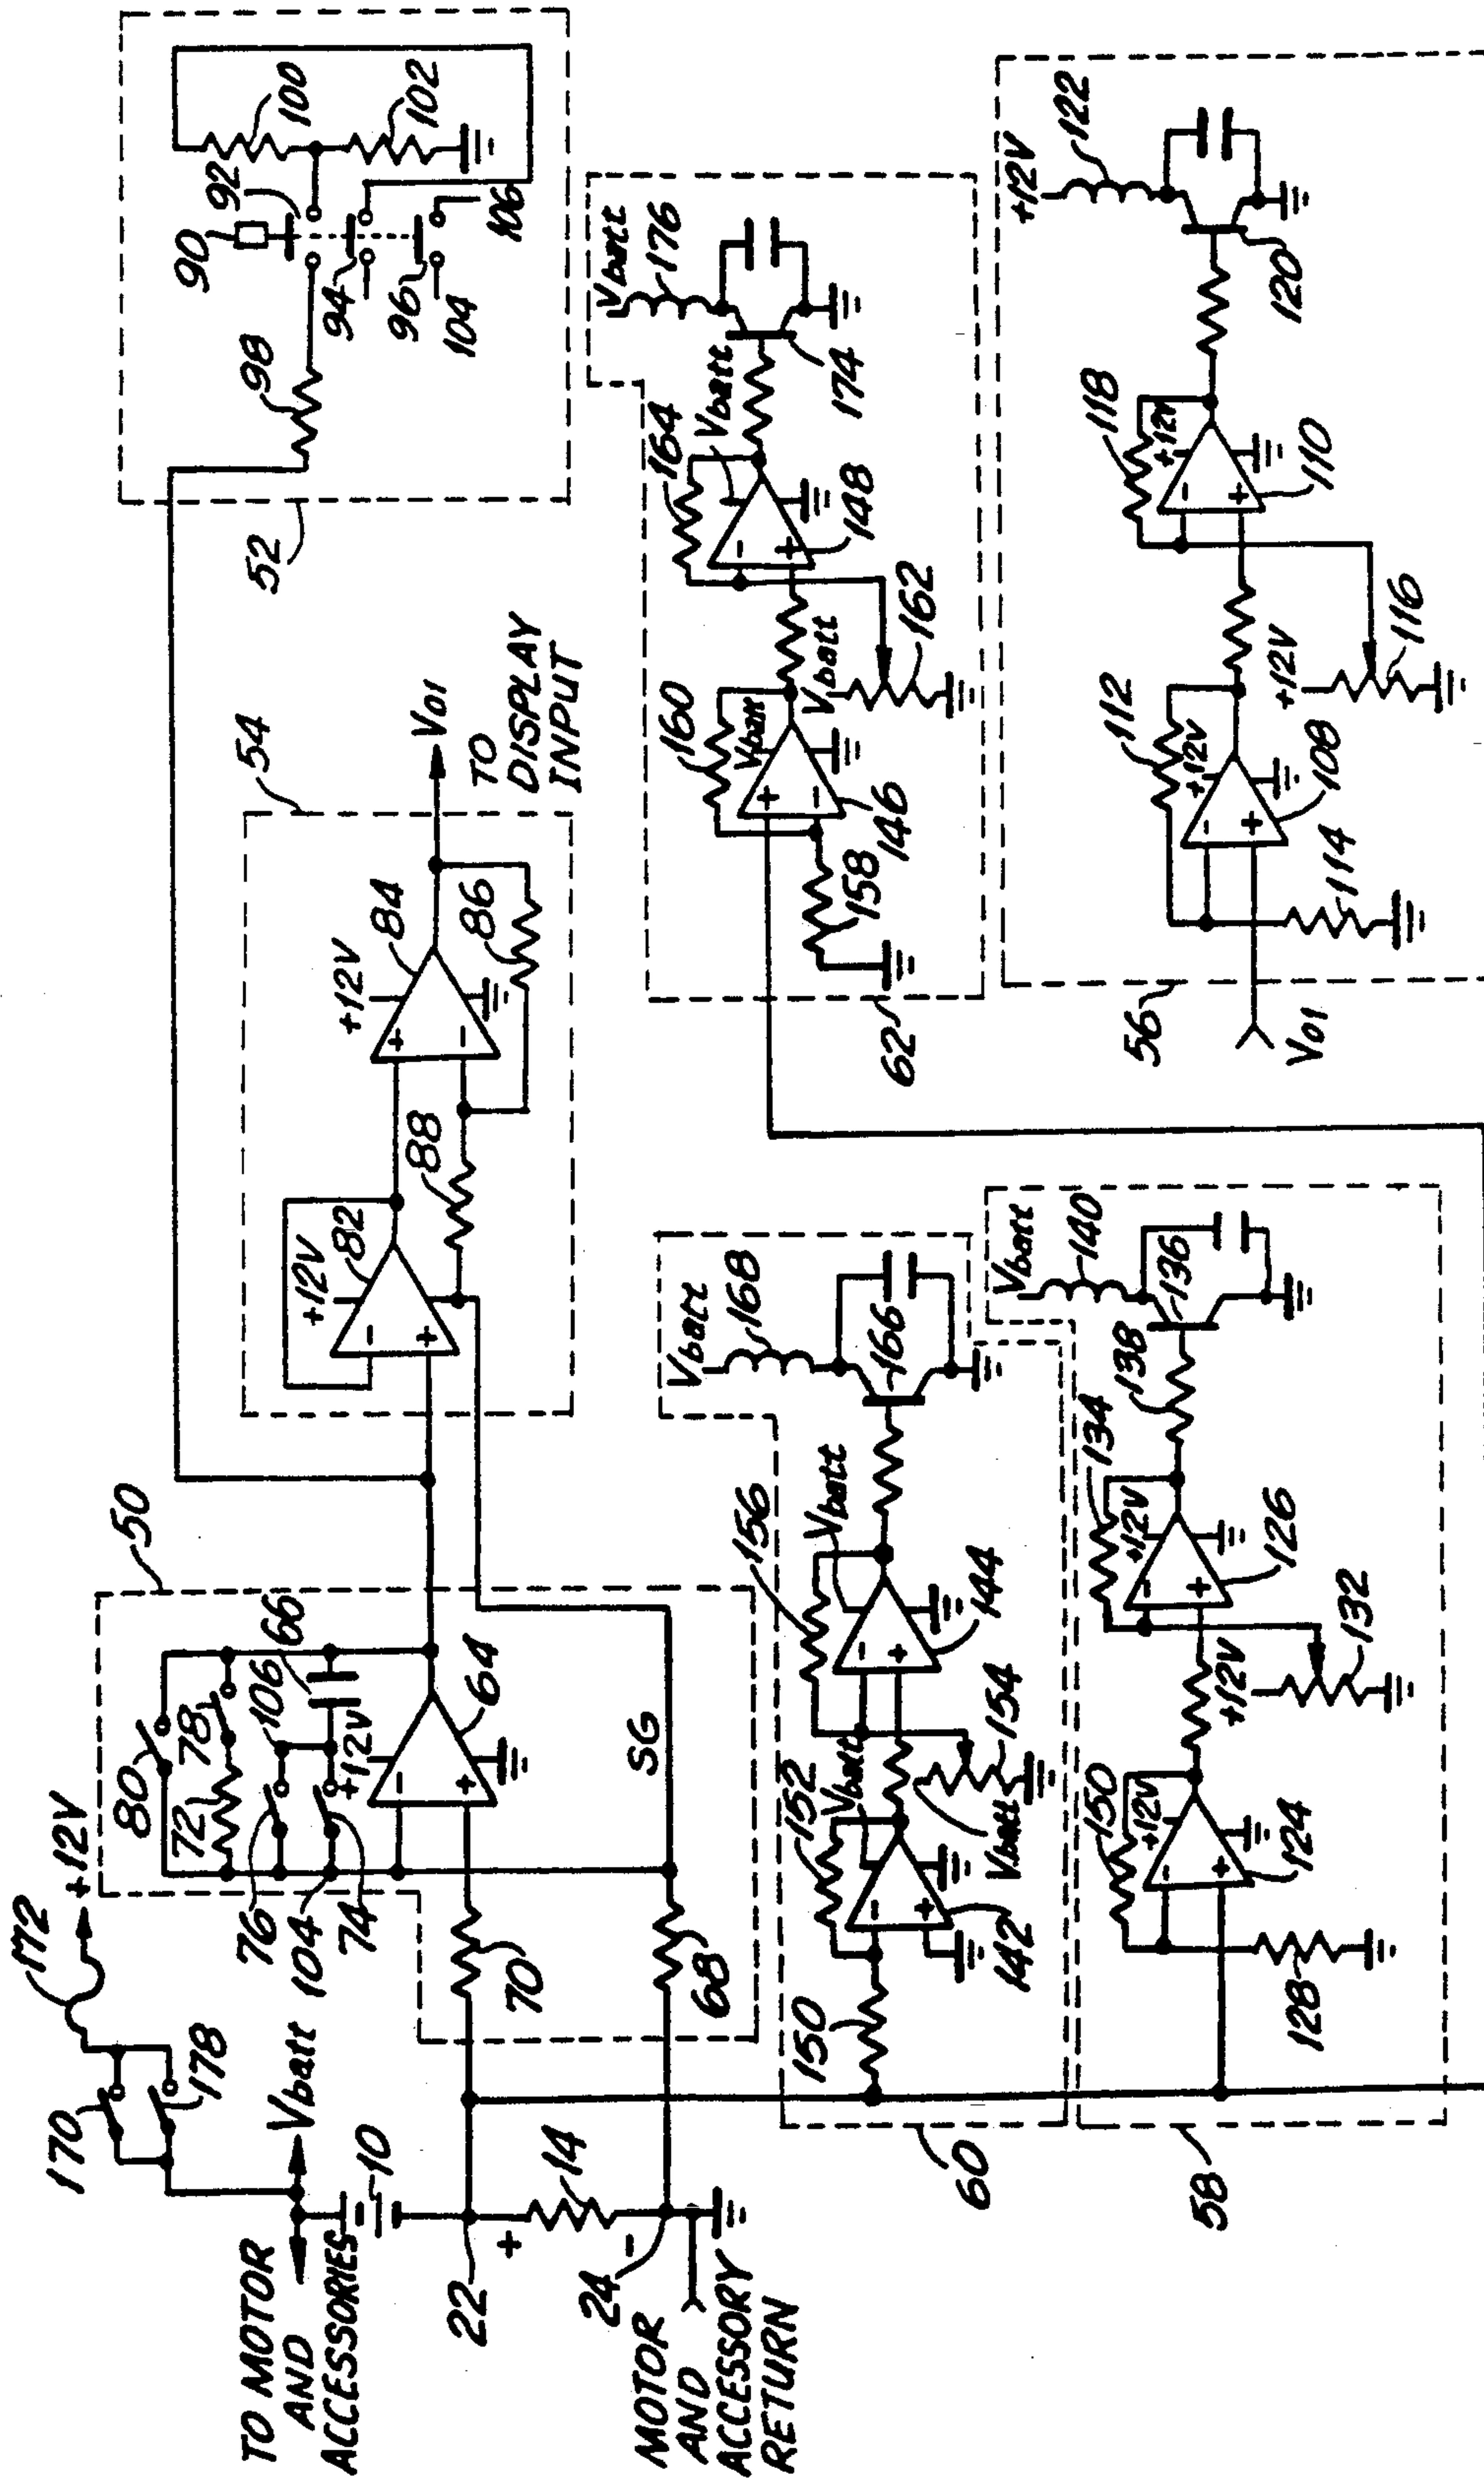 172
+12V
170
178
Vbatt
TO MOTOR
AND
ACCESSORIES
10
22
+
14
−
24
MOTOR
AND
ACCESSORY
RETURN
50
80
72
78
106
66
76
104
74
+12V
−
+
64
70
68
SG
54
+12V
82
−
+
88
+12V
84
+
−
86
V01
TO
DISPLAY
INPUT
52
98
90
92
94
96
104
106
100
102
60
150
152
Vbatt
−
+
142
Vbatt
154
156
Vbatt
−
+
144
Vbatt
168
166
58
128
150
+12V
−
+
124
+12V
132
134
+12V
−
+
126
138
136
Vbatt
140
62
158
160
Vbatt
+
−
146
Vbatt
162
164
Vbatt
−
+
148
Vbatt
176
174
56
V01
114
112
+12V
−
+
108
+12V
116
118
+12V
−
+
110
+12V
122
120